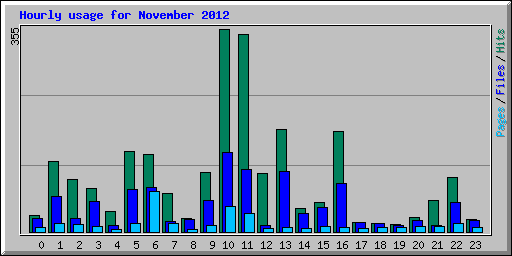 Hourly usage for November 2012
355
Pages / Files / Hits
0 1 2 3 4 5 6 7 8 9 10 11 12 13 14 15 16 17 18 19 20 21 22 23